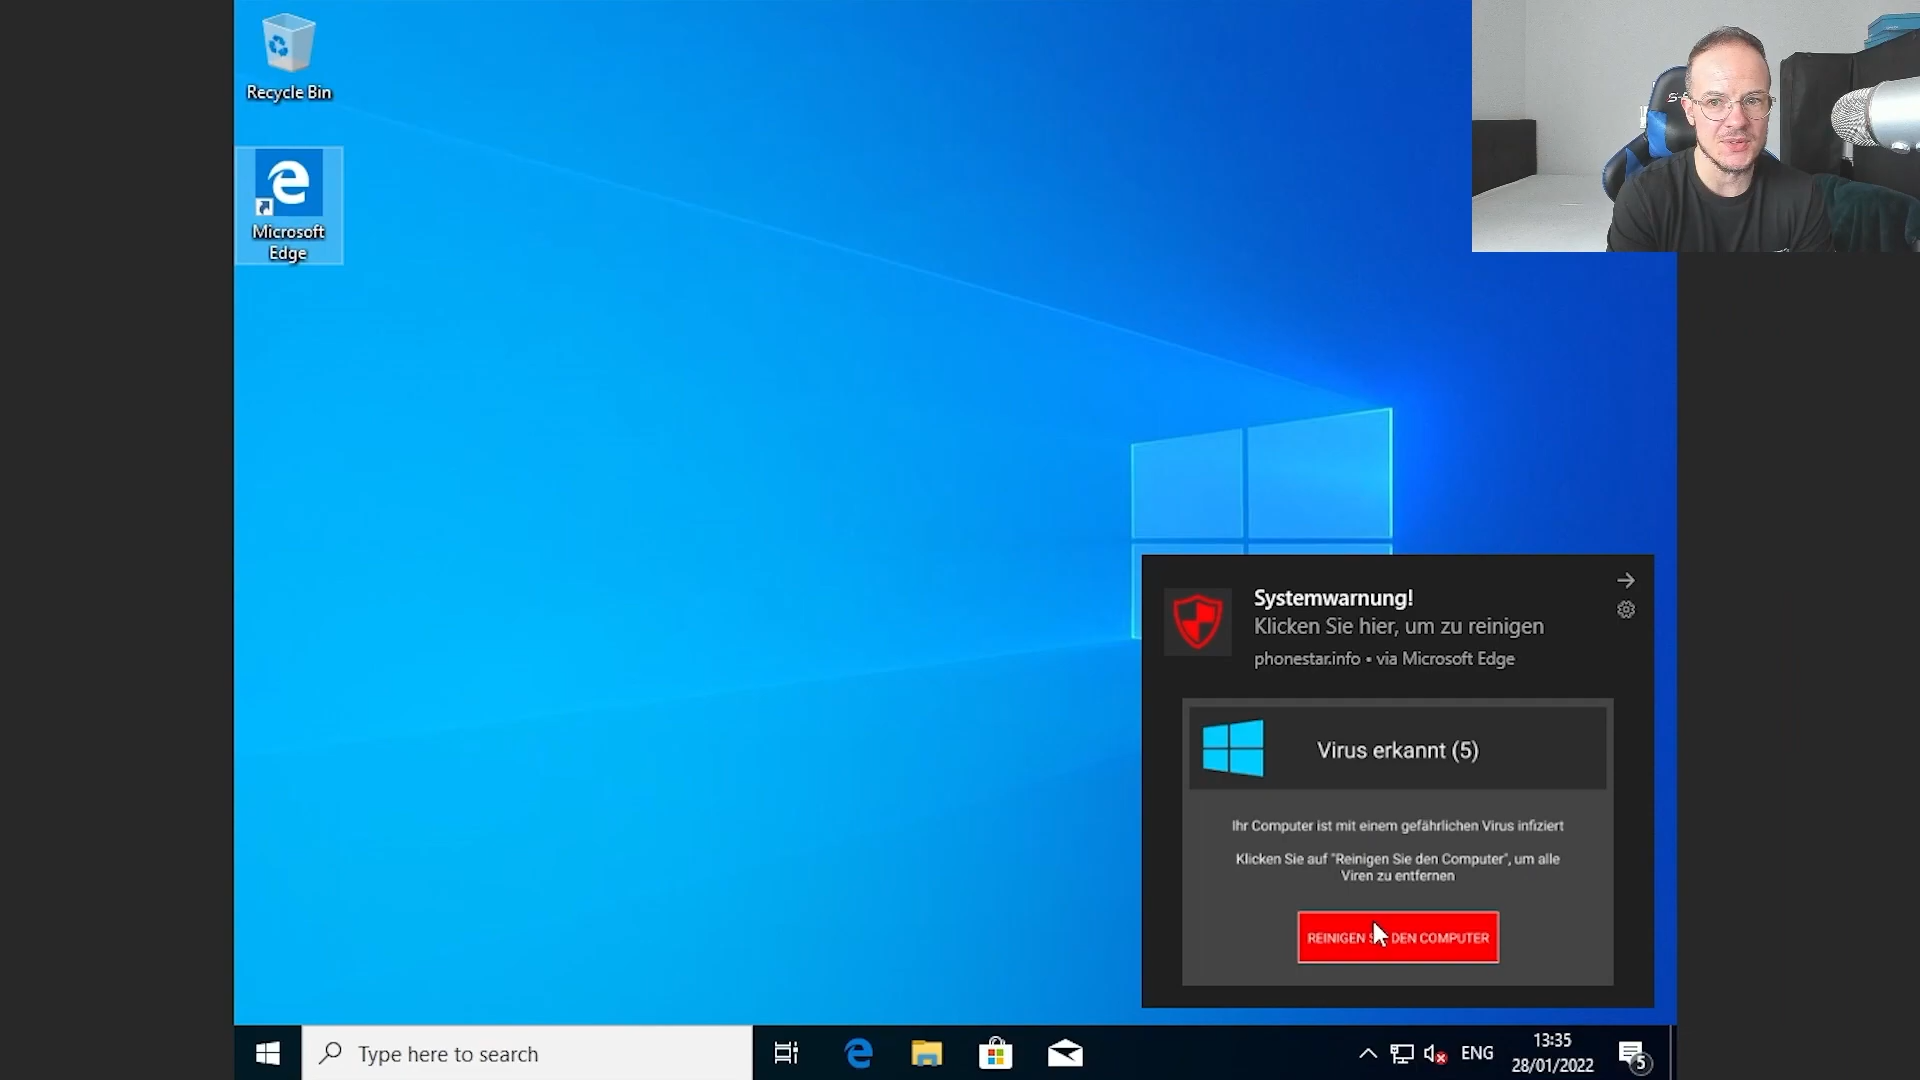 Recycle Bin
Microsoft
Edge
Systemwarnung!
Klicken Sie hier, um zu reinigen
phonestar.info • via Microsoft Edge
Virus erkannt (5)
Ihr Computer ist mit einem gefährlichen Virus infiziert
Klicken Sie auf "Reinigen Sie den Computer", um alle
Viren zu entfernen
REINIGEN DEN COMPUTER
Type here to search
ENG
13:35
28/01/2022
5